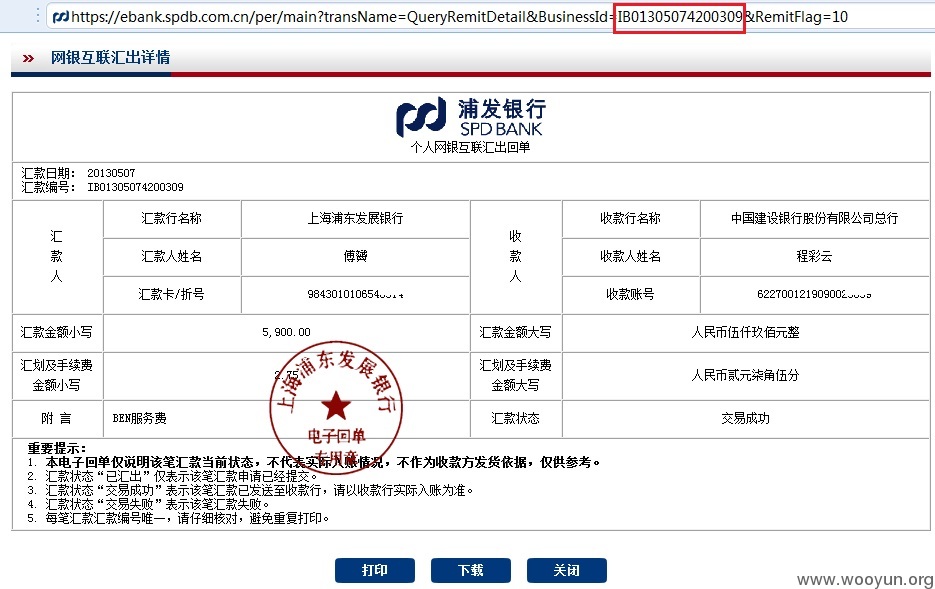 https://ebank.spdb.com.cn/per/main?transName=QueryRemitDetail&BusinessId=IB01305074200309&RemitFlag=10
网银互联汇出详情
浦发银行
SPD BANK
个人网银互联汇出回单
汇款日期： 20130507
汇款编号： IB01305074200309
汇款人
汇款行名称 上海浦东发展银行
收款人
收款行名称 中国建设银行股份有限公司总行
汇款人姓名
收款人姓名 程彩云
汇款卡/折号
收款账号
汇款金额小写 5,900.00 汇款金额大写 人民币伍仟玖佰元整
汇划及手续费
金额小写
2.75
汇划及手续费
金额大写
人民币贰元柒角伍分
附 言 BEN服务费 汇款状态 交易成功
上海浦东发展银行
电子回单
专用章
重要提示：
1. 本电子回单仅说明该笔汇款当前状态，不代表实际入账情况，不作为收款方发货依据，仅供参考。
2. 汇款状态“已汇出”仅表示该笔汇款申请已经提交。
3. 汇款状态“交易成功”表示该笔汇款已发送至收款行，请以收款行实际入账为准。
4. 汇款状态“交易失败”表示该笔汇款失败。
5. 每笔汇款汇款编号唯一，请仔细核对，避免重复打印。
打印 下载 关闭
www.wooyun.org